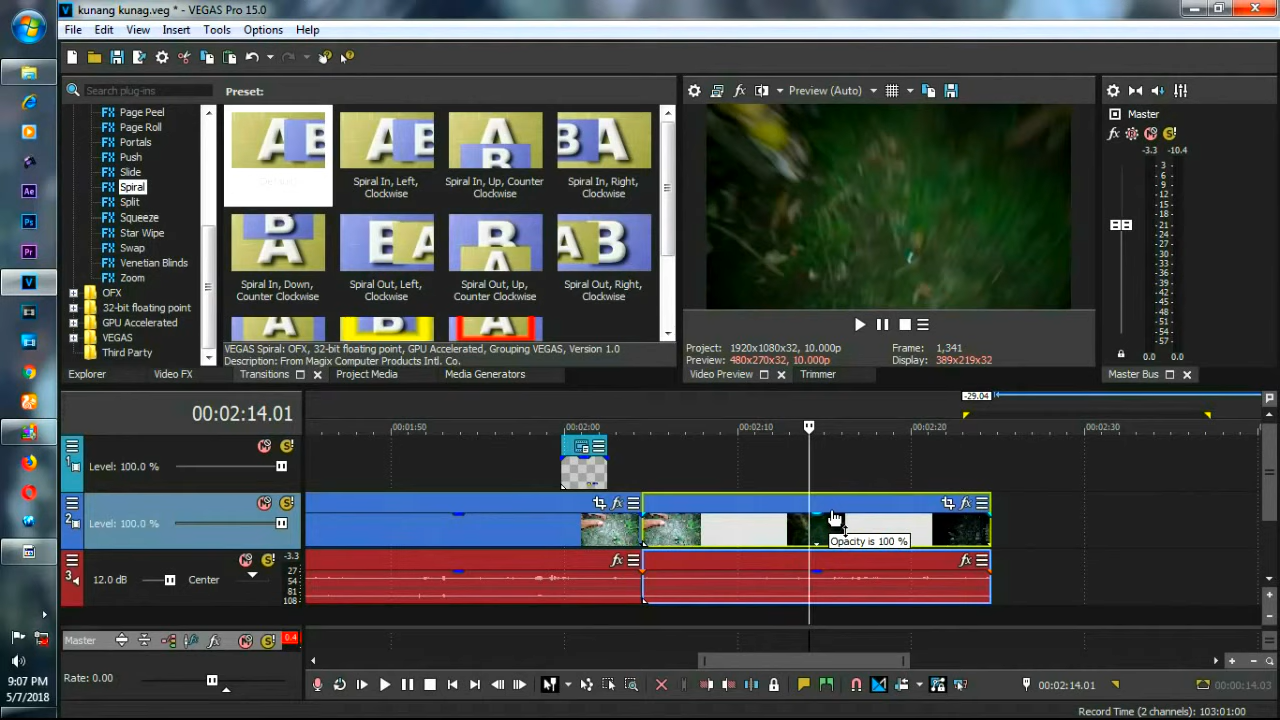 kunang kunag.veg * - VEGAS Pro 15.0
File Edit View Insert Tools Options Help
Search plug-ins
Page Peel
Page Roll
Portals
Push
Slide
Spiral
Split
Squeeze
Star Wipe
Swap
Venetian Blinds
Zoom
OFX
32-bit floating point
GPU Accelerated
VEGAS
Third Party
Preset:
Spiral In, Left, Clockwise
Spiral In, Up, Counter Clockwise
Spiral In, Right, Clockwise
Spiral In, Down, Counter Clockwise
Spiral Out, Left, Clockwise
Spiral Out, Up, Counter Clockwise
Spiral Out, Right, Clockwise
VEGAS Spiral: OFX, 32-bit floating point, GPU Accelerated, Grouping VEGAS, Version 1.0
Description: From Magix Computer Products Intl. Co.
Explorer Video FX Transitions Project Media Media Generators
Preview (Auto)
Project: 1920x1080x32, 10.000p
Frame: 1,341
Preview: 480x270x32, 10.000p
Display: 389x219x32
Video Preview Trimmer
Master
-3.3 -10.4
- 3 -
- 6 -
- 9 -
- 12 -
- 15 -
- 18 -
- 21 -
- 24 -
- 27 -
- 30 -
- 33 -
- 36 -
- 39 -
- 42 -
- 45 -
- 48 -
- 51 -
- 54 -
- 57 -
0.0 0.0
Master Bus
00:02:14.01
-29.04
00:01:50 00:02:00 00:02:10 00:02:20 00:02:30
1 Level: 100.0 %
2 Level: 100.0 %
Opacity is 100 %
3 12.0 dB Center
-3.3
27
54
81
108
Master 0.4
Rate: 0.00
00:02:14.01
00:00:14.03
Record Time (2 channels): 103:01:00
9:07 PM
5/7/2018
Ae
Ps
Pr
V